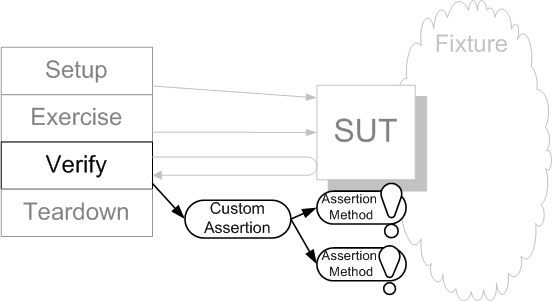 Setup
Exercise
Verify
Teardown
SUT
Fixture
Custom
Assertion
Assertion
Method
Assertion
Method